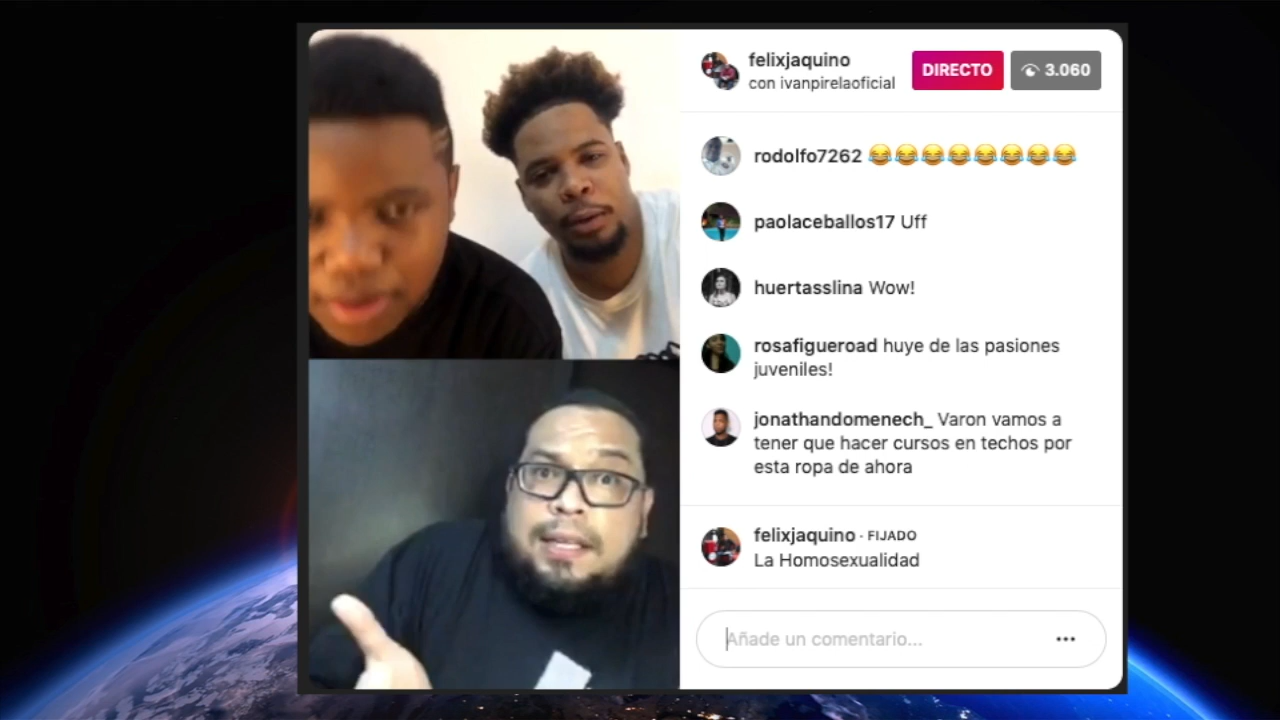 felixjaquino
con ivanpirelaoficial
DIRECTO
3.060
rodolfo7262 😂😂😂😂😂😂😂😂
paolaceballos17 Uff
huertasslina Wow!
rosafigueroad huye de las pasiones
juveniles!
jonathandomenech_ Varon vamos a
tener que hacer cursos en techos por
esta ropa de ahora
felixjaquino · FIJADO
La Homosexualidad
Añade un comentario...